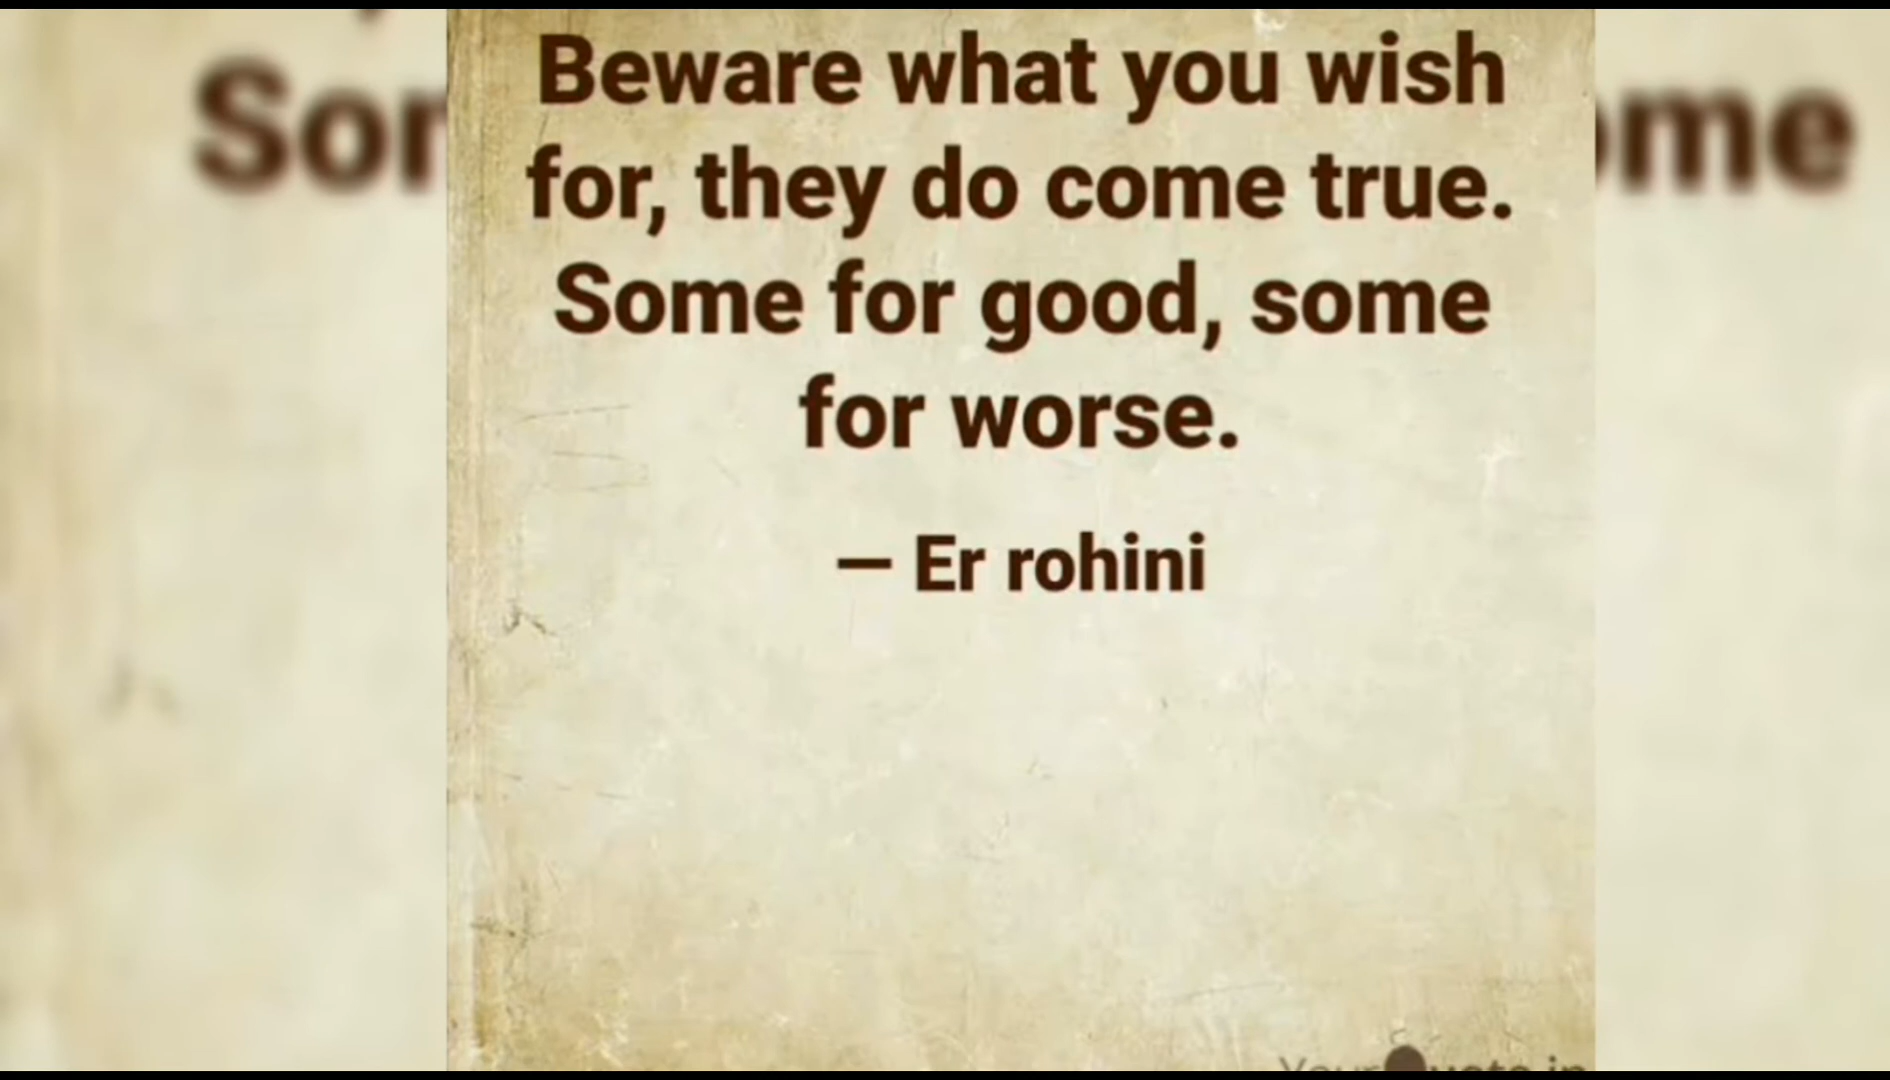 Beware what you wish
for, they do come true.
Some for good, some
for worse.
— Er rohini